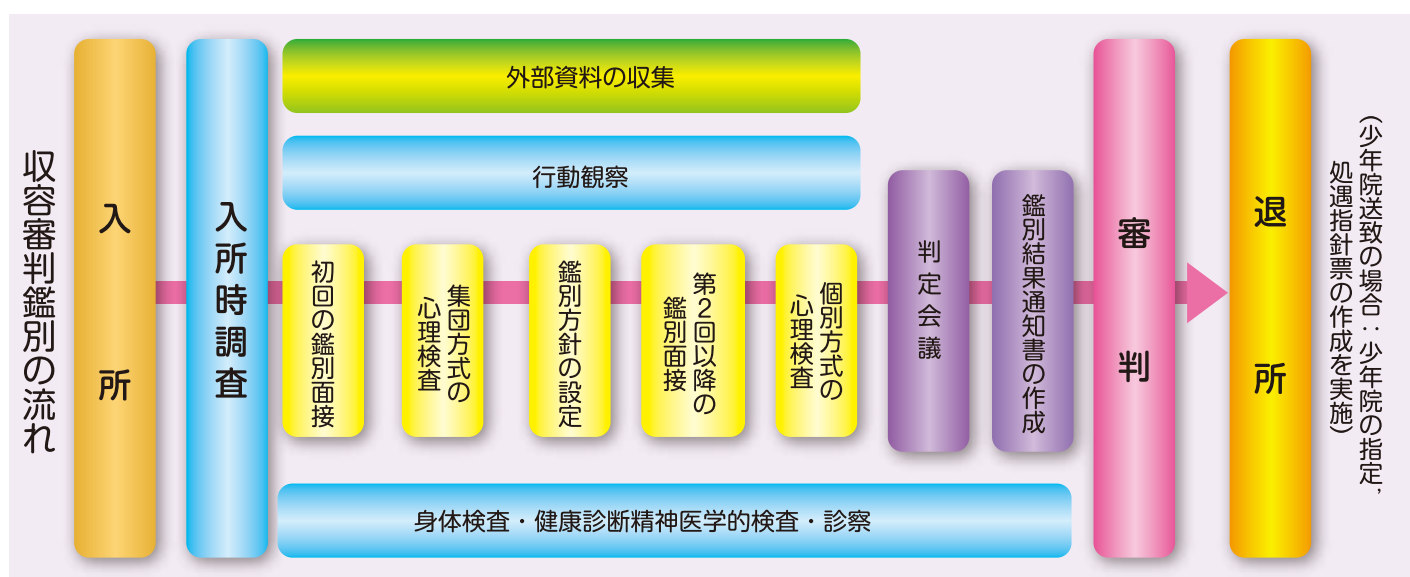 収容審判鑑別の流れ
入所
入所時調査
外部資料の収集
行動観察
初回の鑑別面接
集団方式の
心理検査
鑑別方針の設定
第2回以降の
鑑別面接
個別方式の
心理検査
身体検査・健康診断精神医学的検査・診察
判定会議
鑑別結果通知書の作成
審判
退所
（少年院送致の場合：少年院の指定，
処遇指針票の作成を実施）